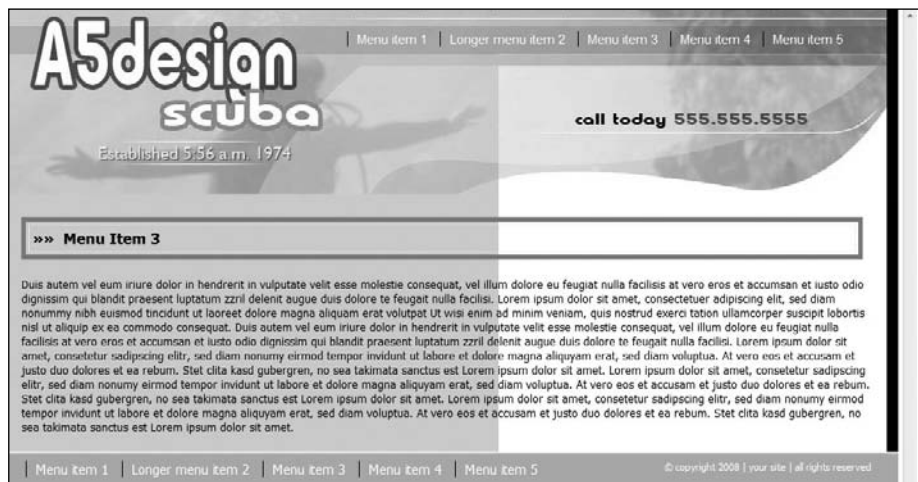 A5design
scuba
Established 5:56 a.m. 1974
Menu item 1 | Longer menu item 2 | Menu item 3 | Menu item 4 | Menu item 5
call today 555.555.5555
»» Menu Item 3
Duis autem vel eum iriure dolor in hendrerit in vulputate velit esse molestie consequat, vel illum dolore eu feugiat nulla facilisis at vero eros et accumsan et iusto odio
dignissim qui blandit praesent luptatum zzril delenit augue duis dolore te feugait nulla facilisi. Lorem ipsum dolor sit amet, consectetuer adipiscing elit, sed diam
nonummy nibh euismod tincidunt ut laoreet dolore magna aliquam erat volutpat Ut wisi enim ad minim veniam, quis nostrud exerci tation ullamcorper suscipit lobortis
nisl ut aliquip ex ea commodo consequat. Duis autem vel eum iriure dolor in hendrerit in vulputate velit esse molestie consequat, vel illum dolore eu feugiat nulla
facilisis at vero eros et accumsan et iusto odio dignissim qui blandit praesent luptatum zzril delenit augue duis dolore te feugait nulla facilisi. Lorem ipsum dolor sit
amet, consetetur sadipscing elitr, sed diam nonumy eirmod tempor invidunt ut labore et dolore magna aliquyam erat, sed diam voluptua. At vero eos et accusam et
justo duo dolores et ea rebum. Stet clita kasd gubergren, no sea takimata sanctus est Lorem ipsum dolor sit amet. Lorem ipsum dolor sit amet, consetetur sadipscing
elitr, sed diam nonumy eirmod tempor invidunt ut labore et dolore magna aliquyam erat, sed diam voluptua. At vero eos et accusam et justo duo dolores et ea rebum.
Stet clita kasd gubergren, no sea takimata sanctus est Lorem ipsum dolor sit amet. Lorem ipsum dolor sit amet, consetetur sadipscing elitr, sed diam nonumy eirmod
tempor invidunt ut labore et dolore magna aliquyam erat, sed diam voluptua. At vero eos et accusam et justo duo dolores et ea rebum. Stet clita kasd gubergren, no
sea takimata sanctus est Lorem ipsum dolor sit amet.
Menu item 1 | Longer menu item 2 | Menu item 3 | Menu item 4 | Menu item 5
© copyright 2008 | your site | all rights reserved